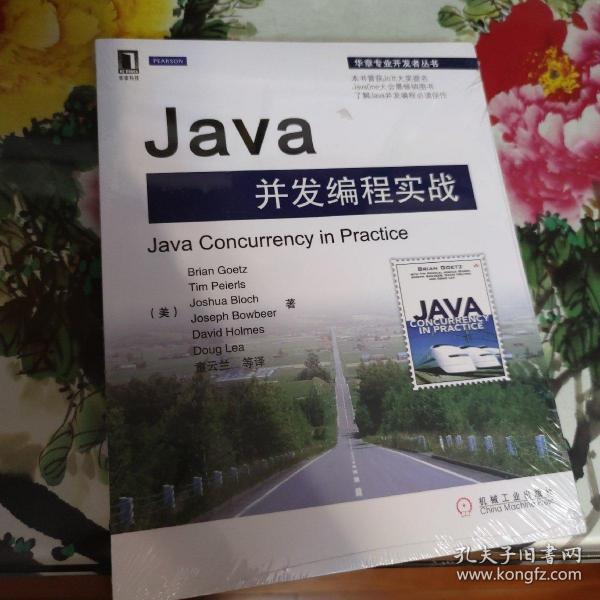 PEARSON
华章专业开发者丛书
华章科技
本书曾获Jolt大奖提名
JavaOne大会最畅销图书
了解Java并发编程必读佳作
Java
并发编程实战
Java Concurrency in Practice
Brian Goetz
Tim Peierls
Joshua Bloch
(美) Joseph Bowbeer 著
David Holmes
Doug Lea
童云兰 等译
BRIAN GOETZ
JAVA
CONCURRENCY
IN PRACTICE
机械工业出版社
China Machine Press
孔夫子旧书网
www.kongfz.com